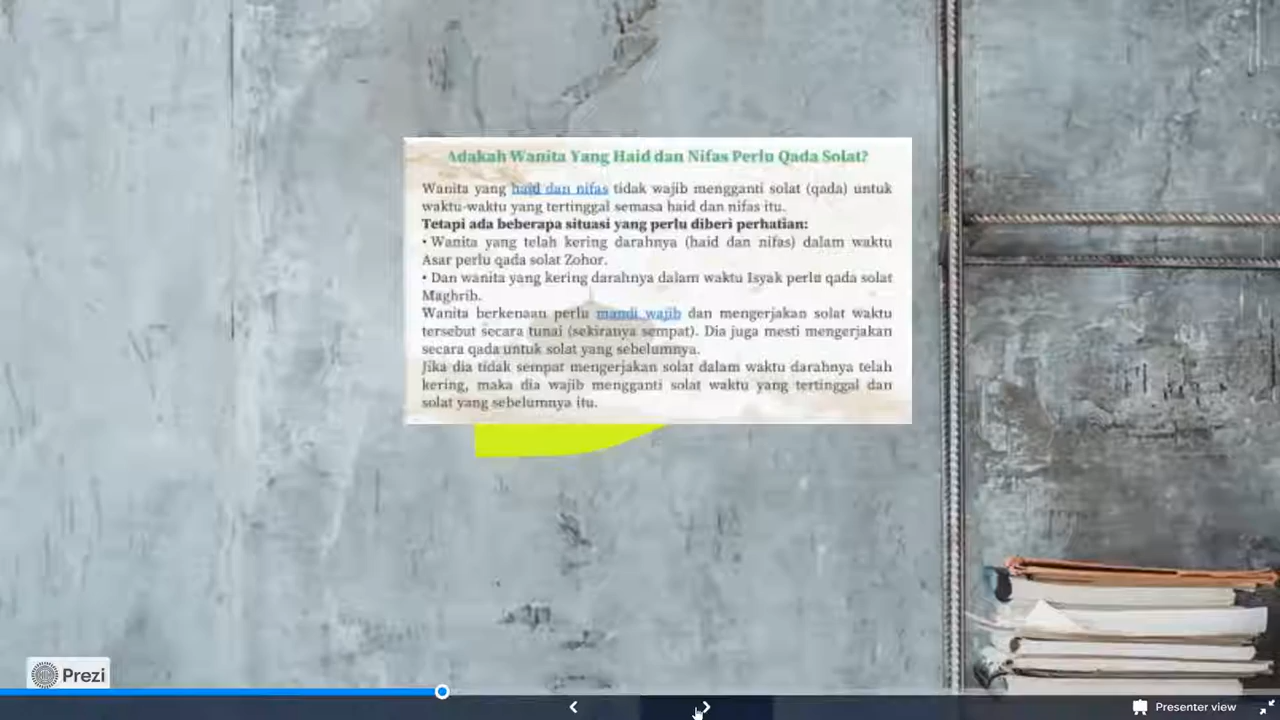 Adakah Wanita Yang Haid dan Nifas Perlu Qada Solat?
Wanita yang haid dan nifas tidak wajib mengganti solat (qada) untuk
waktu-waktu yang tertinggal semasa haid dan nifas itu.
Tetapi ada beberapa situasi yang perlu diberi perhatian:
• Wanita yang telah kering darahnya (haid dan nifas) dalam waktu
Asar perlu qada solat Zohor.
• Dan wanita yang kering darahnya dalam waktu Isyak perlu qada solat
Maghrib.
Wanita berkenaan perlu mandi wajib dan mengerjakan solat waktu
tersebut secara tunai (sekiranya sempat). Dia juga mesti mengerjakan
secara qada untuk solat yang sebelumnya.
Jika dia tidak sempat mengerjakan solat dalam waktu darahnya telah
kering, maka dia wajib mengganti solat waktu yang tertinggal dan
solat yang sebelumnya itu.
Prezi
Presenter view